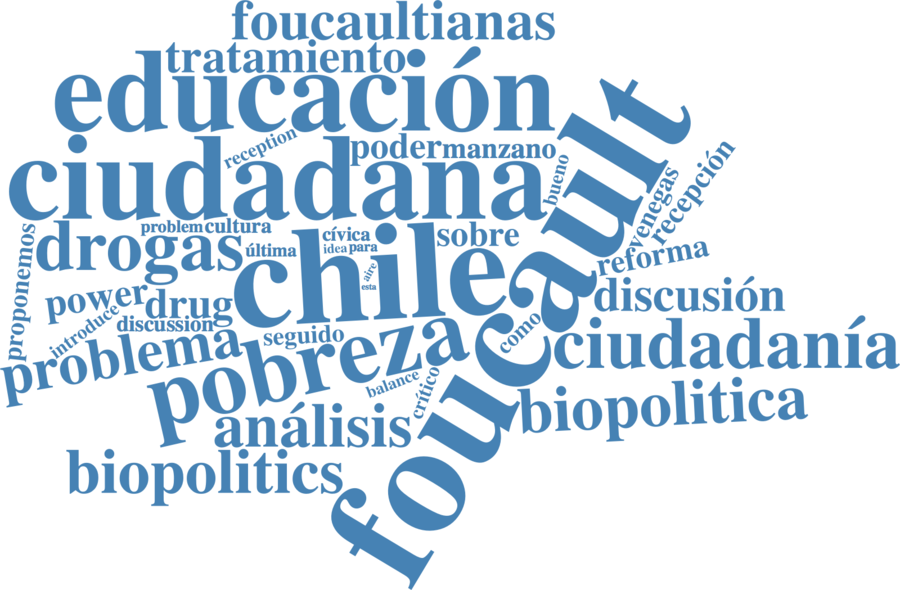 foucaultianas
tratamiento
educación
reception
poder
manzano
ciudadana
bueno
foucault
venegas
recepción
problem
cultura
cívica
sobre
proponemos
drogas
última
idea
para
chile
aire
esta
ref
reforma
power
drug
discusión
introduce
discussion
seguido
como
problema
pobreza
ciudadanía
balance
crítico
biopolitica
análisis
biopolitics